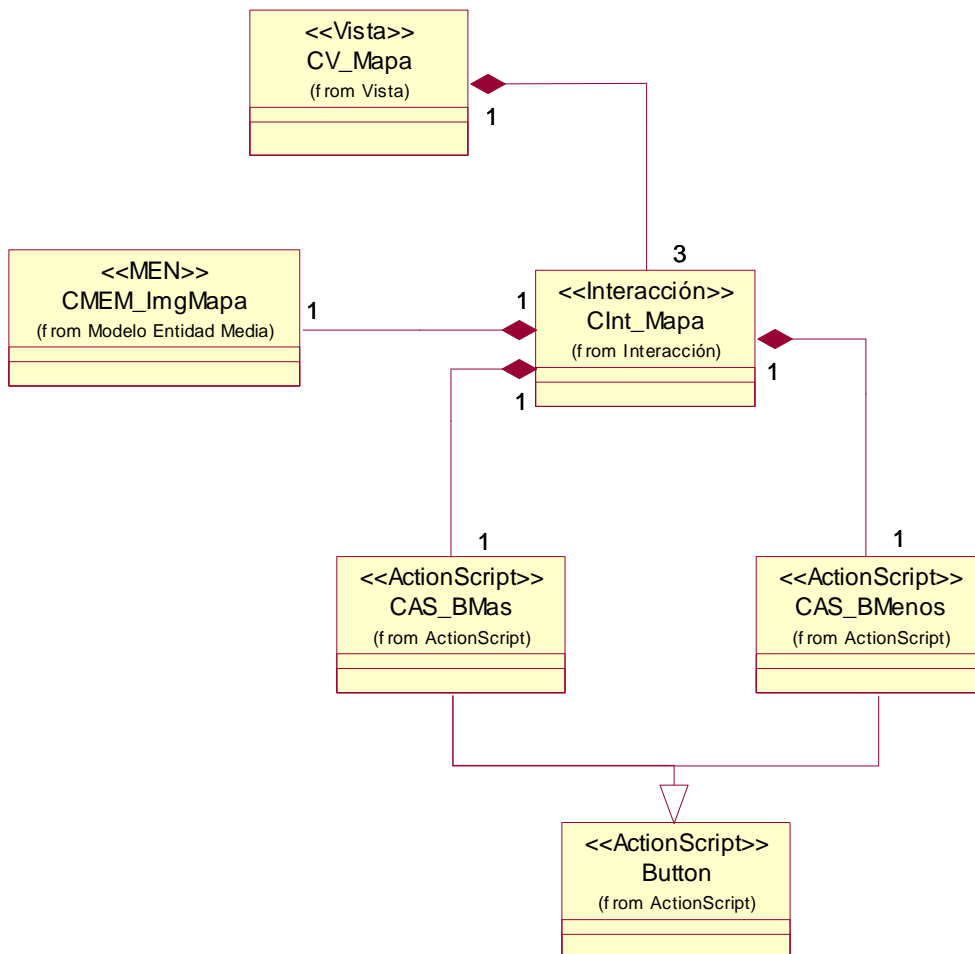 <<Vista>>
CV_Mapa
(from Vista)
1
3
<<MEN>>
CMEM_ImgMapa
(from Modelo Entidad Media)
1
1
<<Interacción>>
CInt_Mapa
(from Interacción)
1
1
1
<<ActionScript>>
CAS_BMas
(from ActionScript)
1
<<ActionScript>>
CAS_BMenos
(from ActionScript)
<<ActionScript>>
Button
(from ActionScript)